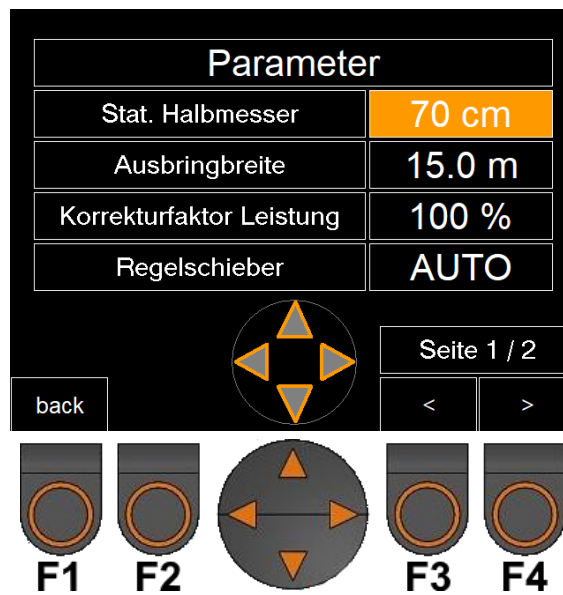 Parameter
Stat. Halbmesser 70 cm
Ausbringbreite 15.0 m
Korrekturfaktor Leistung 100 %
Regelschieber AUTO
Seite 1 / 2
back < >
F1 F2 F3 F4